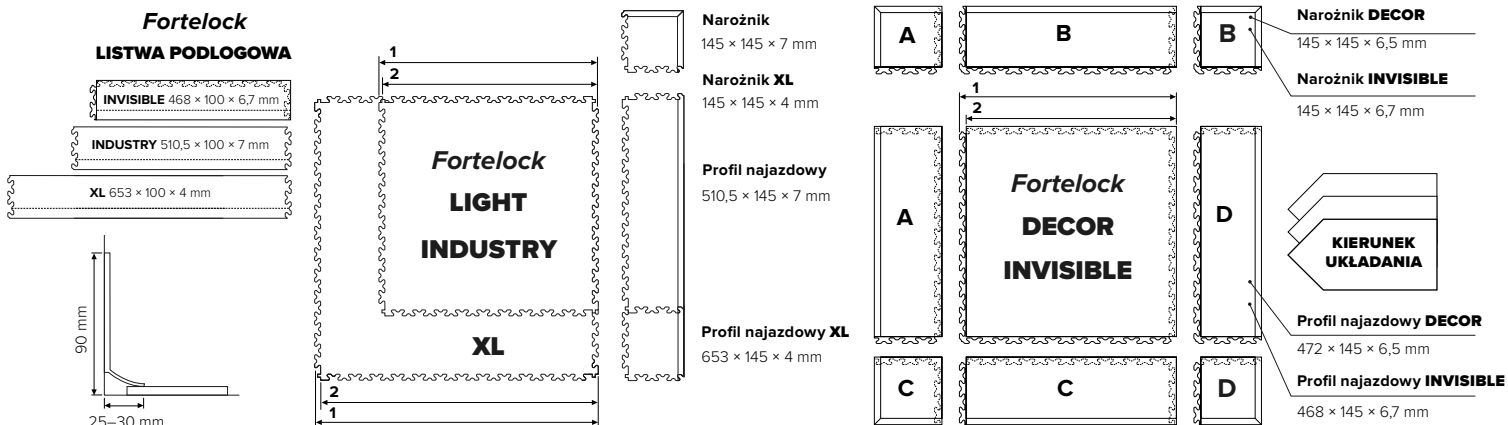 Fortelock
LISTWA PODLOGOWA
INVISIBLE 468 × 100 × 6,7 mm
INDUSTRY 510,5 × 100 × 7 mm
XL 653 × 100 × 4 mm
90 mm
25–30 mm
1
2
Fortelock
LIGHT
INDUSTRY
XL
2
1
Narożnik
145 × 145 × 7 mm
Narożnik XL
145 × 145 × 4 mm
Profil najazdowy
510,5 × 145 × 7 mm
Profil najazdowy XL
653 × 145 × 4 mm
A
B
B
1
2
A
Fortelock
DECOR
INVISIBLE
D
C
C
D
Narożnik DECOR
145 × 145 × 6,5 mm
Narożnik INVISIBLE
145 × 145 × 6,7 mm
KIERUNEK
UKŁADANIA
Profil najazdowy DECOR
472 × 145 × 6,5 mm
Profil najazdowy INVISIBLE
468 × 145 × 6,7 mm